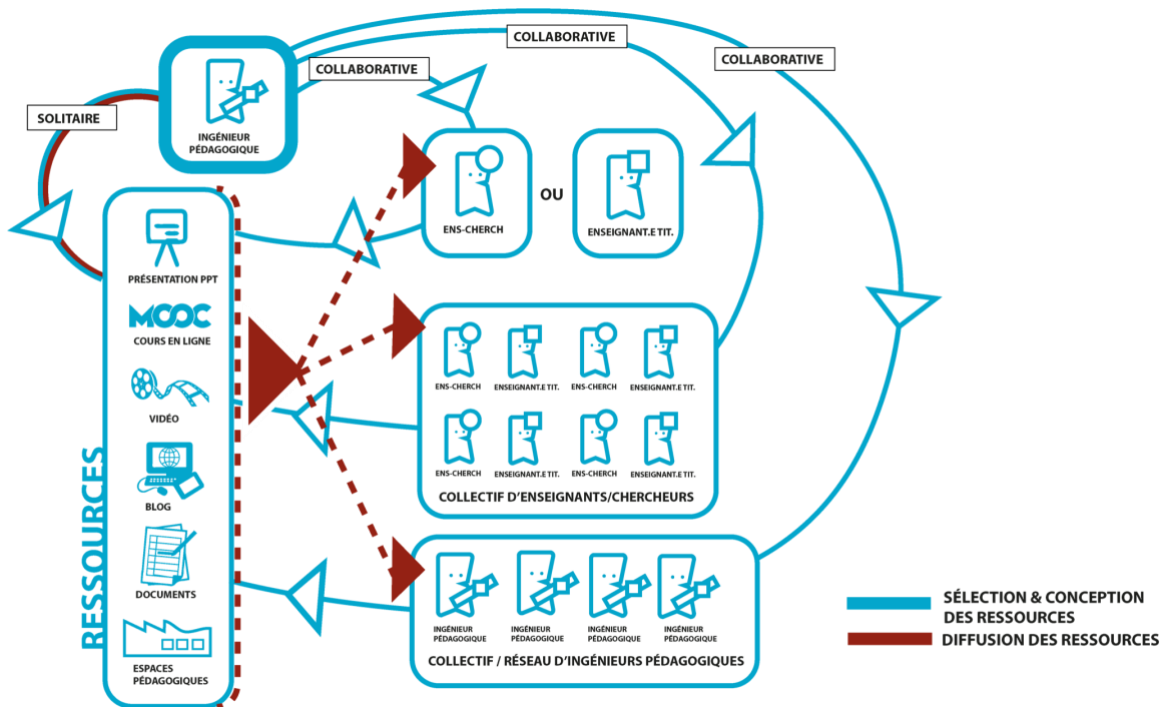 COLLABORATIVE
COLLABORATIVE
COLLABORATIVE
SOLITAIRE
INGÉNIEUR
PÉDAGOGIQUE
ENS-CHERCH
OU
ENSEIGNANT.E TIT.
RESSOURCES
PRÉSENTATION PPT
MOOC
COURS EN LIGNE
VIDÉO
BLOG
DOCUMENTS
ESPACES
PÉDAGOGIQUES
ENS-CHERCH
ENSEIGNANT.E TIT.
ENS-CHERCH
ENSEIGNANT.E TIT.
ENS-CHERCH
ENSEIGNANT.E TIT.
ENS-CHERCH
ENSEIGNANT.E TIT.
COLLECTIF D'ENSEIGNANTS/CHERCHEURS
INGÉNIEUR
PÉDAGOGIQUE
INGÉNIEUR
PÉDAGOGIQUE
INGÉNIEUR
PÉDAGOGIQUE
INGÉNIEUR
PÉDAGOGIQUE
COLLECTIF / RÉSEAU D'INGÉNIEURS PÉDAGOGIQUES
SÉLECTION & CONCEPTION
DES RESSOURCES
DIFFUSION DES RESSOURCES